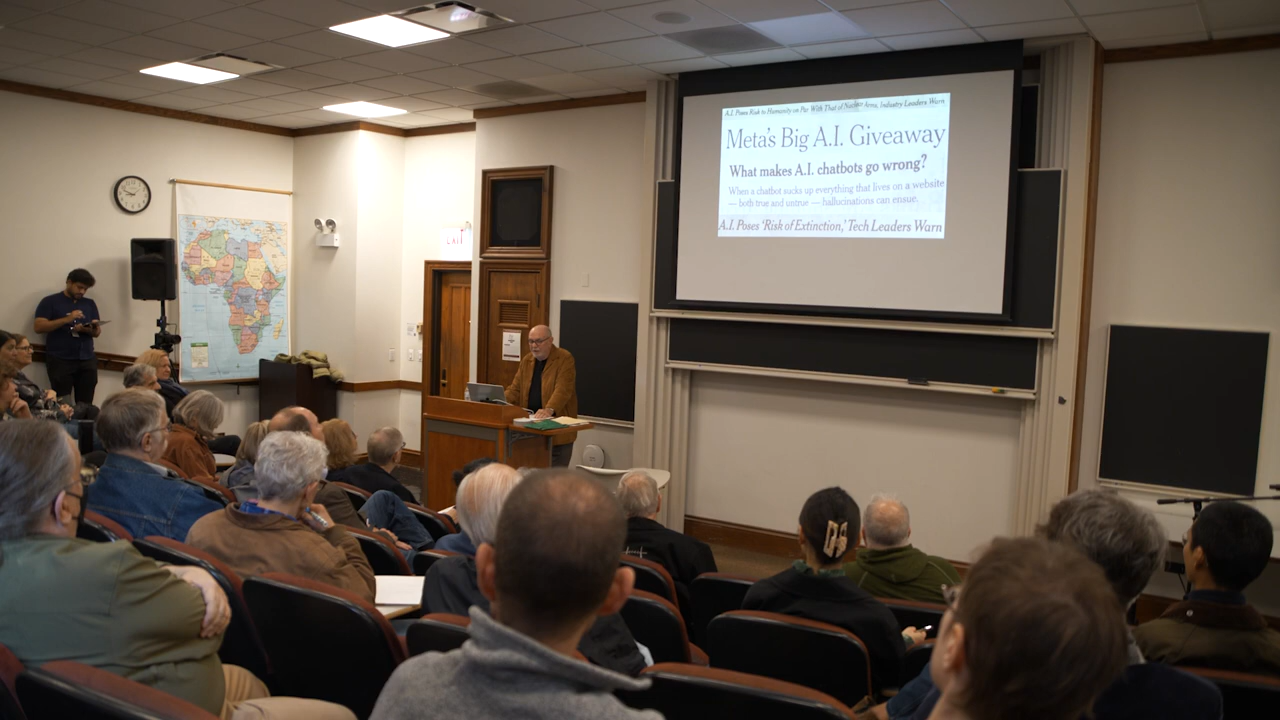 A.I. Poses Risk to Humanity on Par With That of Nuclear Arms, Industry Leaders Warn
Meta's Big A.I. Giveaway
What makes A.I. chatbots go wrong?
When a chatbot sucks up everything that lives on a website
— both true and untrue — hallucinations can ensue.
A.I. Poses ‘Risk of Extinction,’ Tech Leaders Warn
EXIT